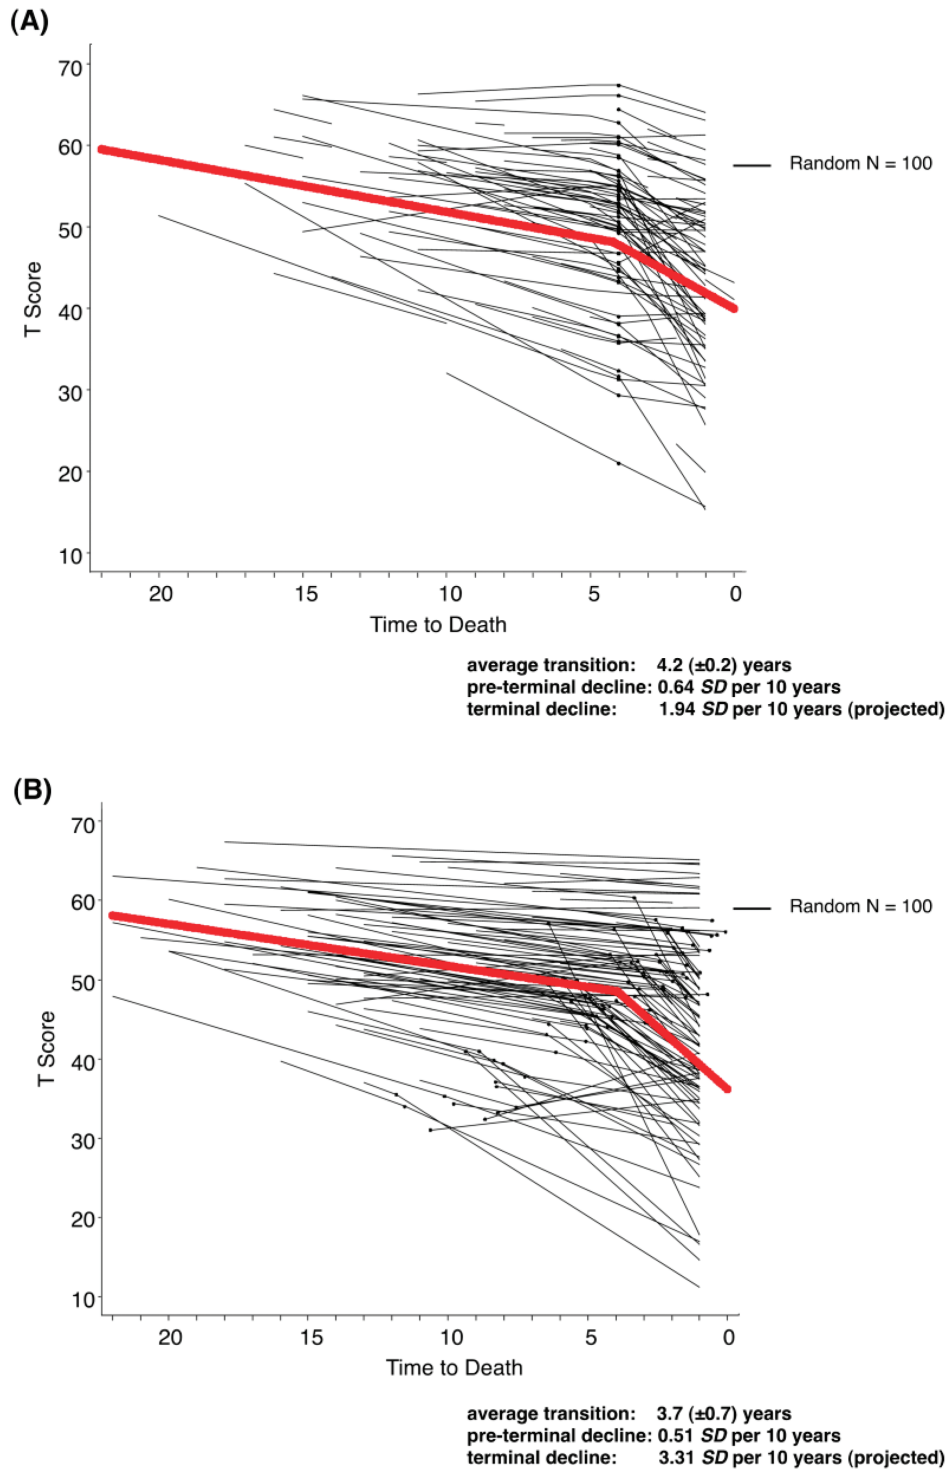 (A)
70
60
50
40
30
20
10
T Score
Random N = 100
20 15 10 5 0
Time to Death
average transition: 4.2 (±0.2) years
pre-terminal decline: 0.64 SD per 10 years
terminal decline: 1.94 SD per 10 years (projected)
(B)
70
60
50
40
30
20
10
T Score
Random N = 100
20 15 10 5 0
Time to Death
average transition: 3.7 (±0.7) years
pre-terminal decline: 0.51 SD per 10 years
terminal decline: 3.31 SD per 10 years (projected)